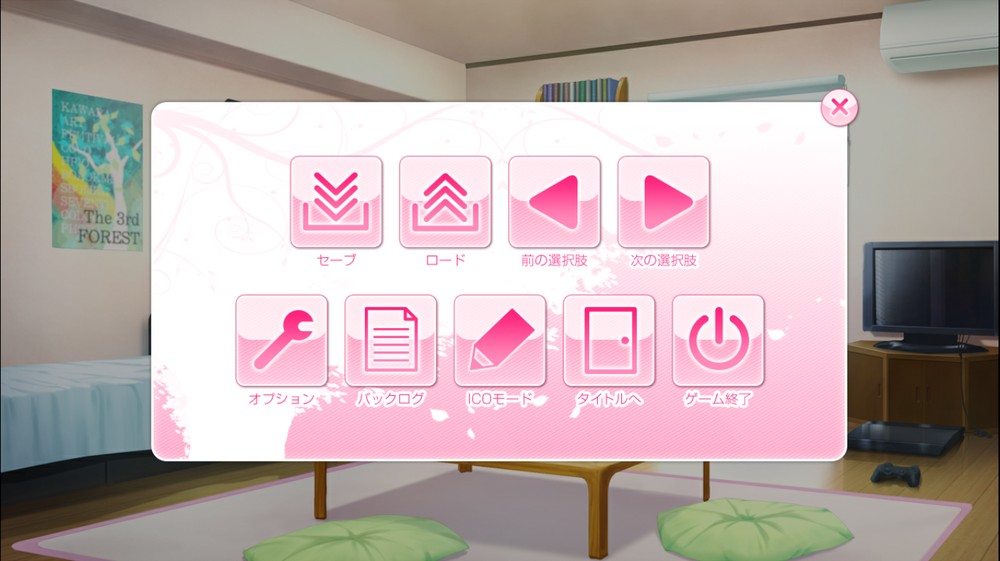 KAWARA
ART
The 3rd
FOREST
セーブ
ロード
前の選択肢
次の選択肢
オプション
バックログ
ICOモード
タイトルへ
ゲーム終了